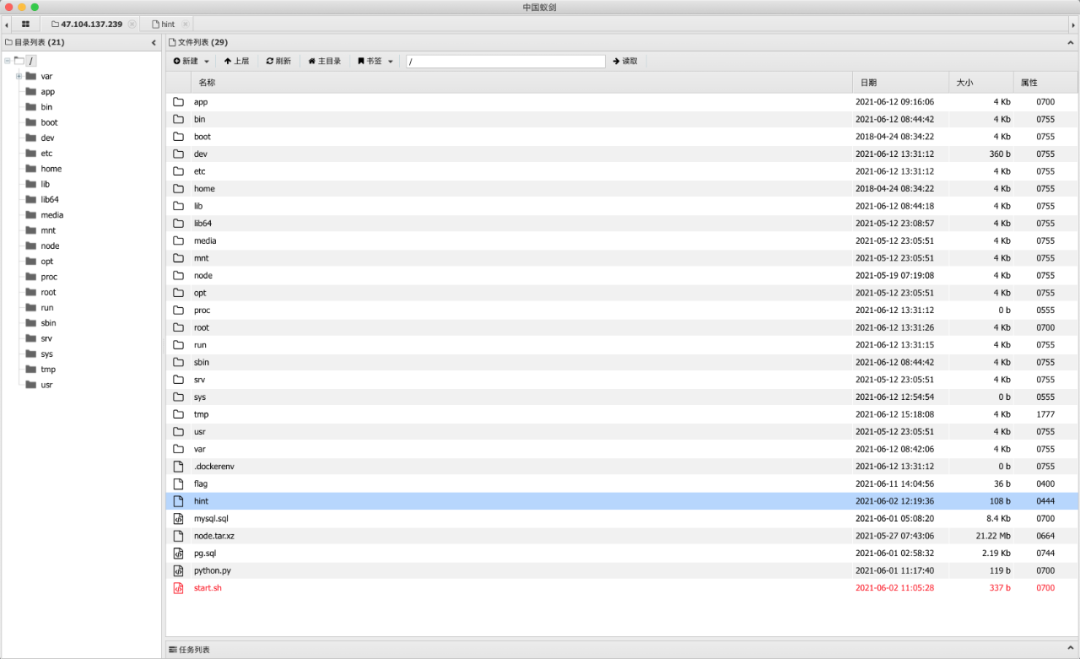 中国蚁剑
47.104.137.239 hint
目录列表 (21)
/
var
app
bin
boot
dev
etc
home
lib
lib64
media
mnt
node
opt
proc
root
run
sbin
srv
sys
tmp
usr
文件列表 (29)
新建 上层 刷新 主目录 书签 / 读取
名称 日期 大小 属性
app 2021-06-12 09:16:06 4 Kb 0700
bin 2021-06-12 08:44:42 4 Kb 0755
boot 2018-04-24 08:34:22 4 Kb 0755
dev 2021-06-12 13:31:12 360 b 0755
etc 2021-06-12 13:31:12 4 Kb 0755
home 2018-04-24 08:34:22 4 Kb 0755
lib 2021-06-12 08:44:18 4 Kb 0755
lib64 2021-05-12 23:08:57 4 Kb 0755
media 2021-05-12 23:05:51 4 Kb 0755
mnt 2021-05-12 23:05:51 4 Kb 0755
node 2021-05-19 07:19:08 4 Kb 0755
opt 2021-05-12 23:05:51 4 Kb 0755
proc 2021-06-12 13:31:12 0 b 0555
root 2021-06-12 13:31:26 4 Kb 0700
run 2021-06-12 13:31:15 4 Kb 0755
sbin 2021-06-12 08:44:42 4 Kb 0755
srv 2021-05-12 23:05:51 4 Kb 0755
sys 2021-06-12 12:54:54 0 b 0555
tmp 2021-06-12 15:18:08 4 Kb 1777
usr 2021-05-12 23:05:51 4 Kb 0755
var 2021-06-12 08:42:06 4 Kb 0755
.dockerenv 2021-06-12 13:31:12 0 b 0755
flag 2021-06-11 14:04:56 36 b 0400
hint 2021-06-02 12:19:36 108 b 0444
mysql.sql 2021-06-01 05:08:20 8.4 Kb 0700
node.tar.xz 2021-05-27 07:43:06 21.22 Mb 0664
pg.sql 2021-06-01 02:58:32 2.19 Kb 0744
python.py 2021-06-01 11:17:40 119 b 0700
start.sh 2021-06-02 11:05:28 337 b 0700
任务列表